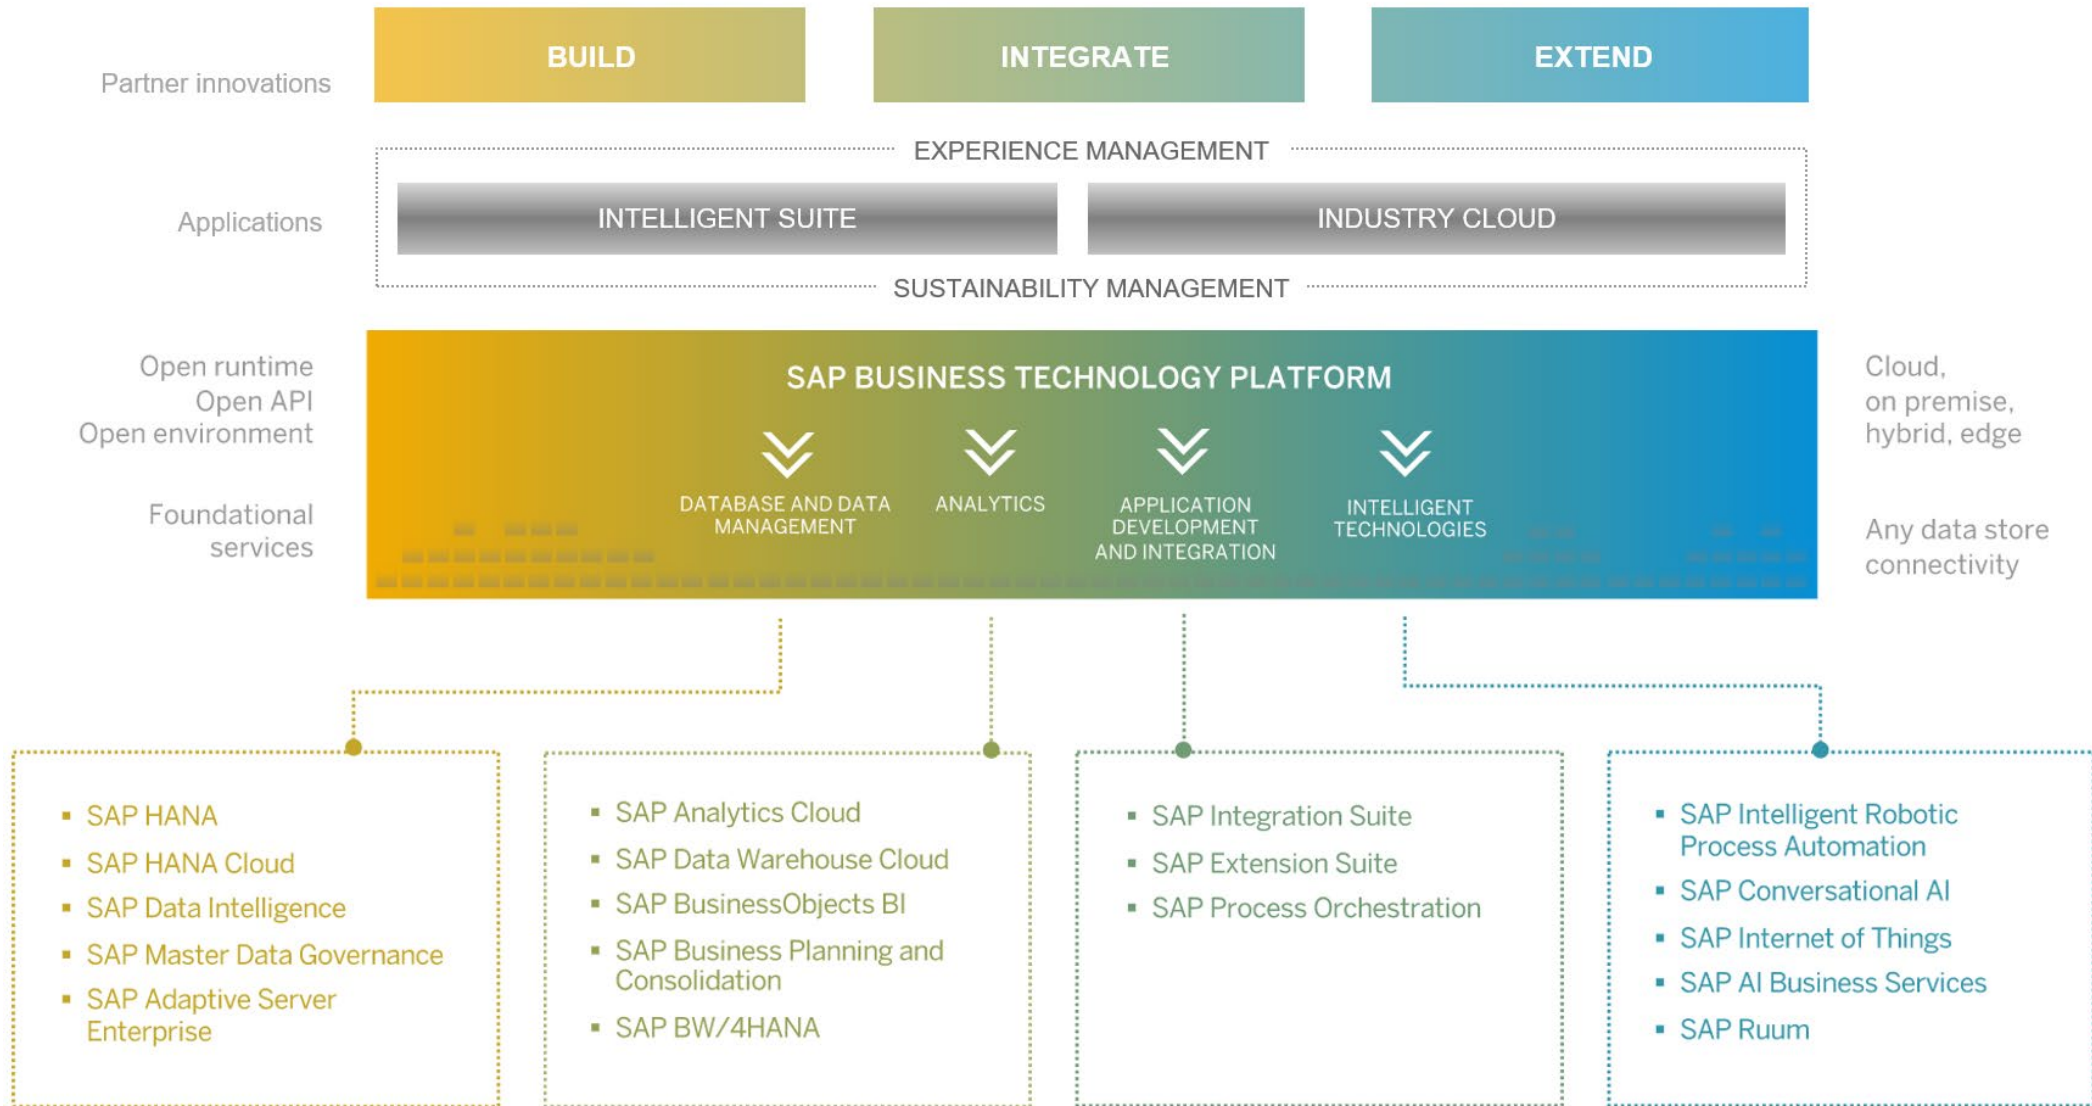 Partner innovations
BUILD
INTEGRATE
EXTEND
EXPERIENCE MANAGEMENT
Applications
INTELLIGENT SUITE
INDUSTRY CLOUD
SUSTAINABILITY MANAGEMENT
Open runtime
Open API
Open environment
Foundational
services
SAP BUSINESS TECHNOLOGY PLATFORM
DATABASE AND DATA
MANAGEMENT
ANALYTICS
APPLICATION
DEVELOPMENT
AND INTEGRATION
INTELLIGENT
TECHNOLOGIES
Cloud,
on premise,
hybrid, edge
Any data store
connectivity
▪ SAP HANA
▪ SAP HANA Cloud
▪ SAP Data Intelligence
▪ SAP Master Data Governance
▪ SAP Adaptive Server
Enterprise
▪ SAP Analytics Cloud
▪ SAP Data Warehouse Cloud
▪ SAP BusinessObjects BI
▪ SAP Business Planning and
Consolidation
▪ SAP BW/4HANA
▪ SAP Integration Suite
▪ SAP Extension Suite
▪ SAP Process Orchestration
▪ SAP Intelligent Robotic
Process Automation
▪ SAP Conversational AI
▪ SAP Internet of Things
▪ SAP AI Business Services
▪ SAP Ruum